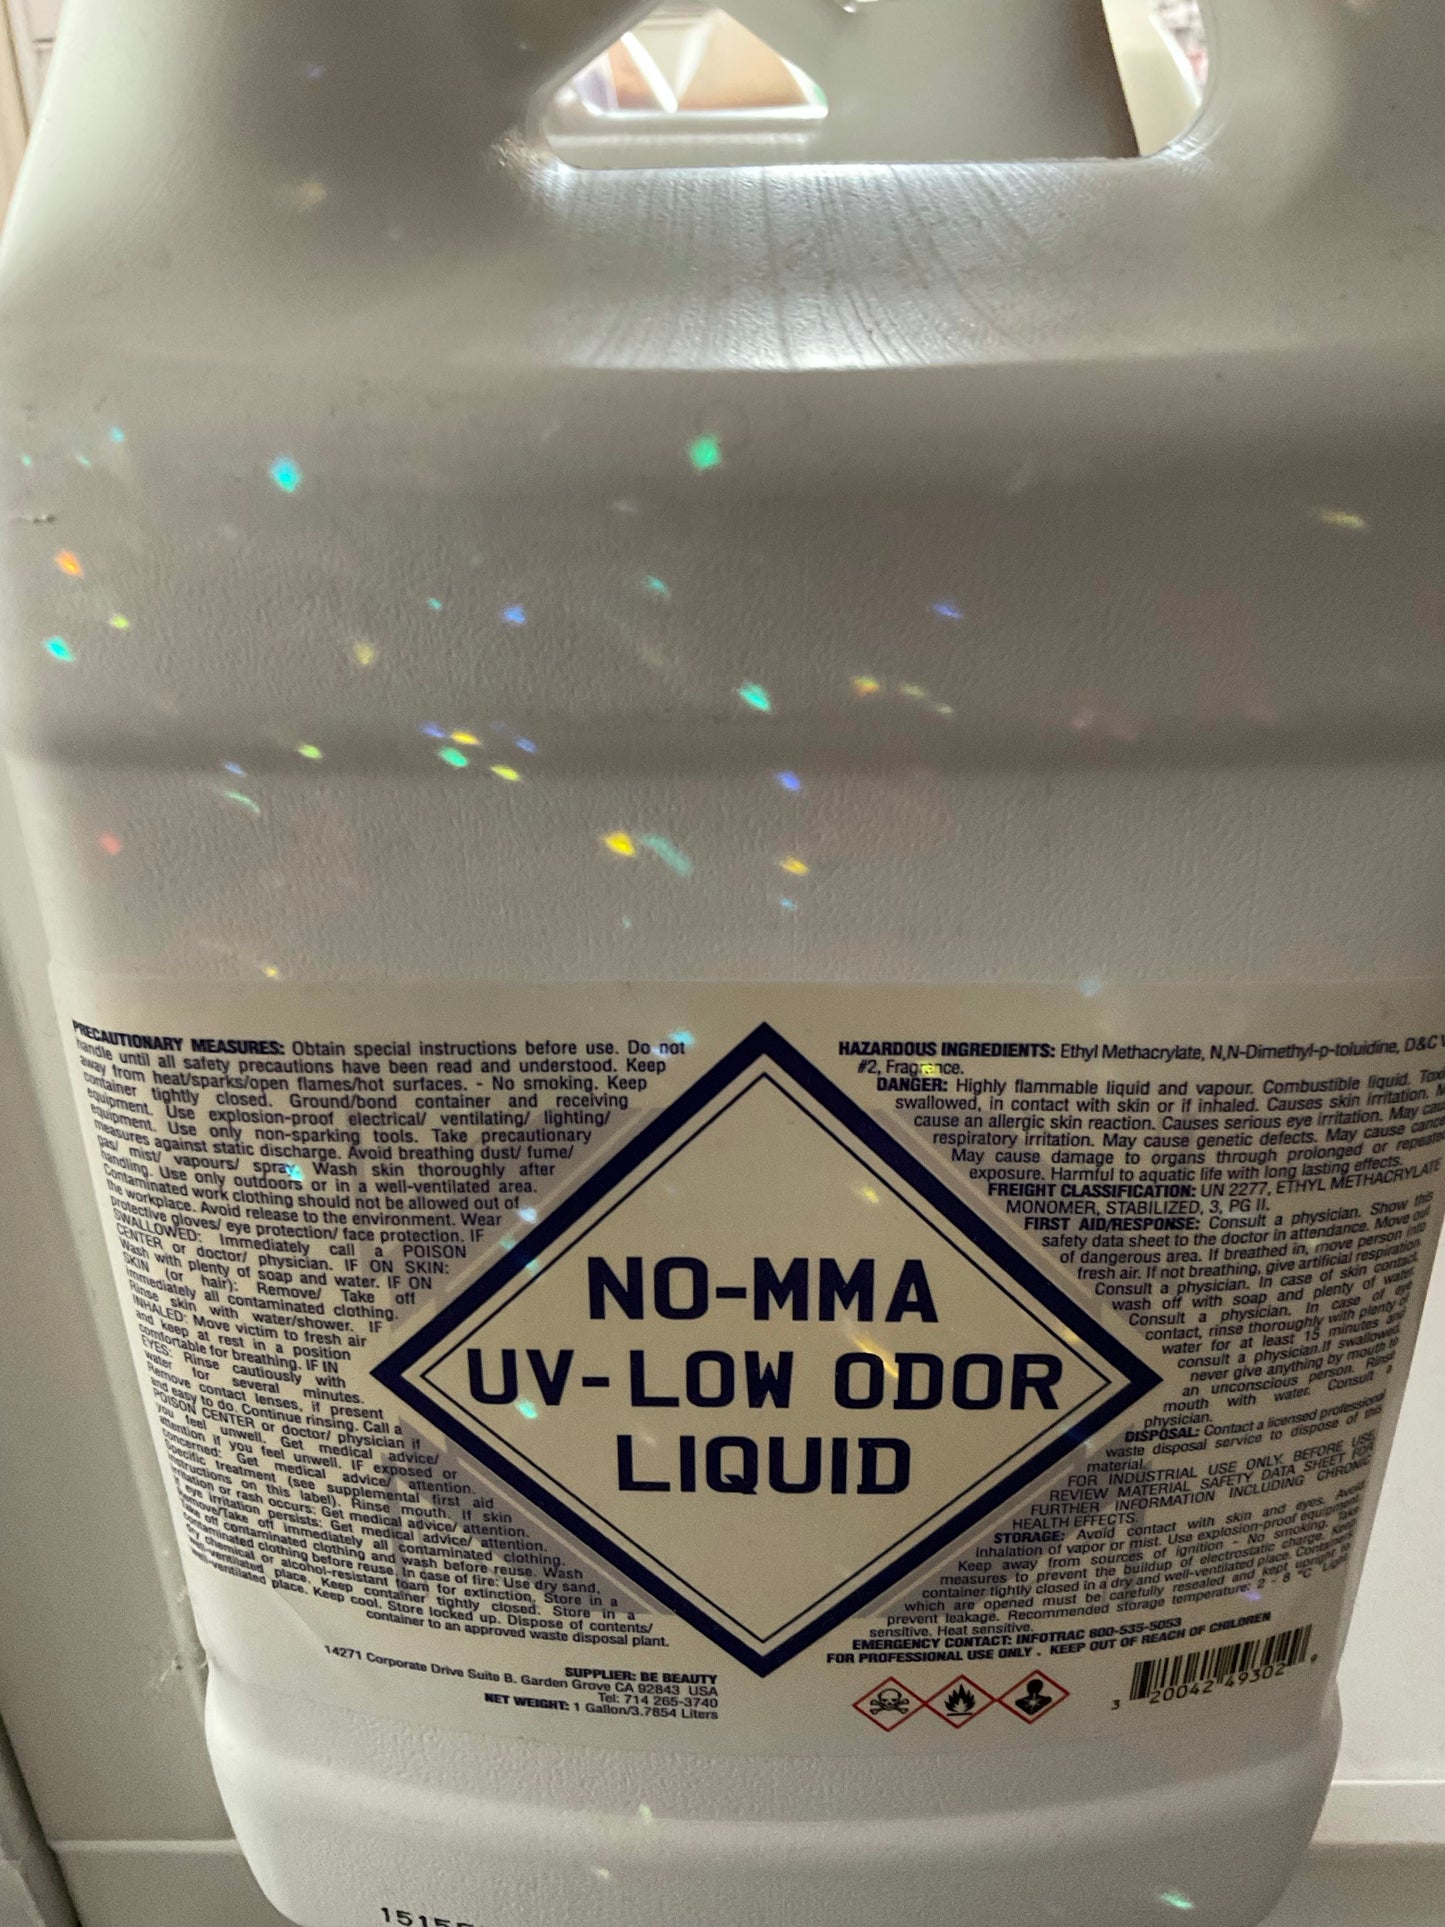 PRECAUTIONARY MEASURES: Obtain special instructions before use. Do not
handle until all safety precautions have been read and understood. Keep
away from heat/sparks/open flames/hot surfaces. - No smoking. Keep
container tightly closed. Ground/bond container and receiving
equipment. Use explosion-proof electrical/ ventilating/ lighting/
equipment. Use only non-sparking tools. Take precautionary
measures against static discharge. Avoid breathing dust/ fume/
gas/ mist/ vapours/ spray. Wash skin thoroughly after
handling. Use only outdoors or in a well-ventilated area.
Contaminated work clothing should not be allowed out of
the workplace. Avoid release to the environment. Wear
protective gloves/ eye protection/ face protection. IF
SWALLOWED: Immediately call a POISON
CENTER or doctor/ physician. IF ON SKIN:
Wash with plenty of soap and water. IF ON
SKIN (or hair): Remove/ Take off
Immediately all contaminated clothing.
Rinse skin with water/shower. IF
INHALED: Move victim to fresh air
and keep at rest in a position
comfortable for breathing. IF IN
EYES: Rinse cautiously with
water for several minutes.
Remove contact lenses, if present
and easy to do. Continue rinsing. Call a
POISON CENTER or doctor/ physician if
you feel unwell. Get medical advice/
attention if you feel unwell. IF exposed or
concerned: Get medical advice/ attention.
Specific treatment (see supplemental first aid
instructions on this label). Rinse mouth. If skin
irritation or rash occurs: Get medical advice/ attention.
If eye irritation persists: Get medical advice/ attention.
Remove/Take off immediately all contaminated clothing.
Take off contaminated clothing and wash before reuse. Wash
contaminated clothing before reuse. In case of fire: Use dry sand,
dry chemical or alcohol-resistant foam for extinction. Store in a
well-ventilated place. Keep container tightly closed. Store in a
well-ventilated place. Keep cool. Store locked up. Dispose of contents/
container to an approved waste disposal plant.
SUPPLIER: BE BEAUTY
14271 Corporate Drive Suite B. Garden Grove CA 92843 USA
Tel: 714 265-3740
NET WEIGHT: 1 Gallon/3.7854 Liters
NO-MMA
UV-LOW ODOR
LIQUID
HAZARDOUS INGREDIENTS: Ethyl Methacrylate, N,N-Dimethyl-p-toluidine, D&C
#2, Fragrance.
DANGER: Highly flammable liquid and vapour. Combustible liquid.
swallowed, in contact with skin or if inhaled. Causes skin irritation.
cause an allergic skin reaction. Causes serious eye irritation. May
respiratory irritation. May cause genetic defects. May cause
May cause damage to organs through prolonged or
exposure. Harmful to aquatic life with long lasting effects.
FREIGHT CLASSIFICATION: UN 2277, ETHYL METHACRYLATE
MONOMER, STABILIZED, 3, PG II.
FIRST AID/RESPONSE: Consult a physician. Show this
safety data sheet to the doctor in attendance. Move out
of dangerous area. If breathed in, move person into
fresh air. If not breathing, give artificial respiration.
Consult a physician. In case of skin contact,
wash off with soap and plenty of water.
Consult a physician. In case of eye
contact, rinse thoroughly with plenty of
water for at least 15 minutes and
consult a physician.If swallowed,
never give anything by mouth to
an unconscious person. Rinse
mouth with water. Consult a
physician.
DISPOSAL: Contact a licensed professional
waste disposal service to dispose of this
material.
FOR INDUSTRIAL USE ONLY. BEFORE USE
REVIEW MATERIAL SAFETY DATA SHEET FOR
FURTHER INFORMATION INCLUDING CHRONIC
HEALTH EFFECTS.
STORAGE: Avoid contact with skin and eyes. Avoid
inhalation of vapor or mist. Use explosion-proof equipment.
Keep away from sources of ignition - No smoking. Take
measures to prevent the buildup of electrostatic charge. Keep
container tightly closed in a dry and well-ventilated place. Containers
which are opened must be carefully resealed and kept upright to
prevent leakage. Recommended storage temperature: 2 - 8 °C. Light
sensitive. Heat sensitive.
EMERGENCY CONTACT: INFOTRAC 800-535-5053
FOR PROFESSIONAL USE ONLY . KEEP OUT OF REACH OF CHILDREN
3 20042 49302 9